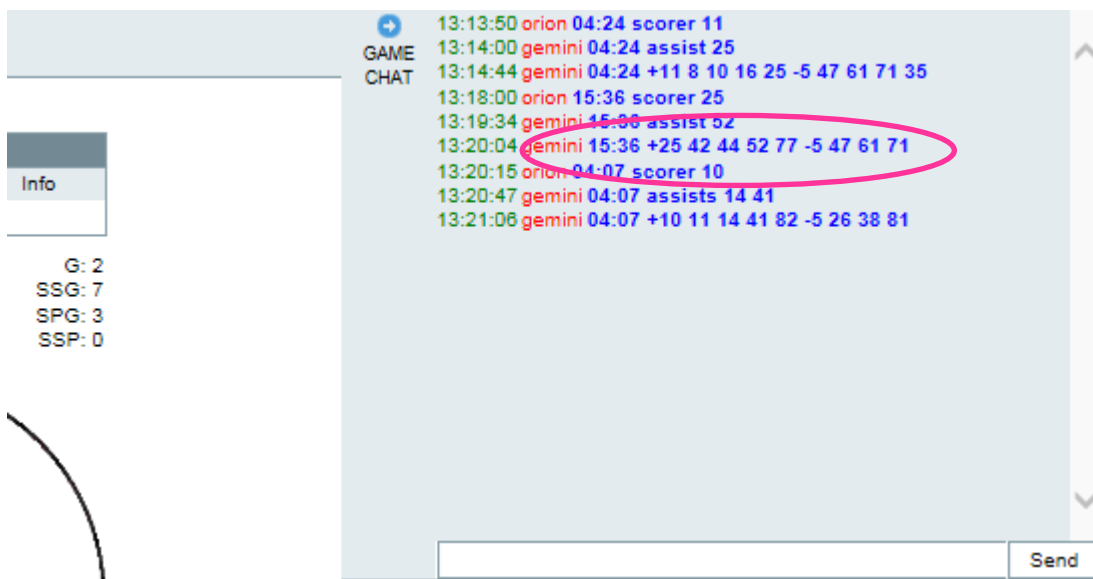 GAME
CHAT
13:13:50 orion 04:24 scorer 11
13:14:00 gemini 04:24 assist 25
13:14:44 gemini 04:24 +11 8 10 16 25 -5 47 61 71 35
13:18:00 orion 15:36 scorer 25
13:19:34 gemini 15:36 assist 52
13:20:04 gemini 15:36 +25 42 44 52 77 -5 47 61 71
13:20:15 orion 04:07 scorer 10
13:20:47 gemini 04:07 assists 14 41
13:21:06 gemini 04:07 +10 11 14 41 82 -5 26 38 81
Info
G: 2
SSG: 7
SPG: 3
SSP: 0
Send